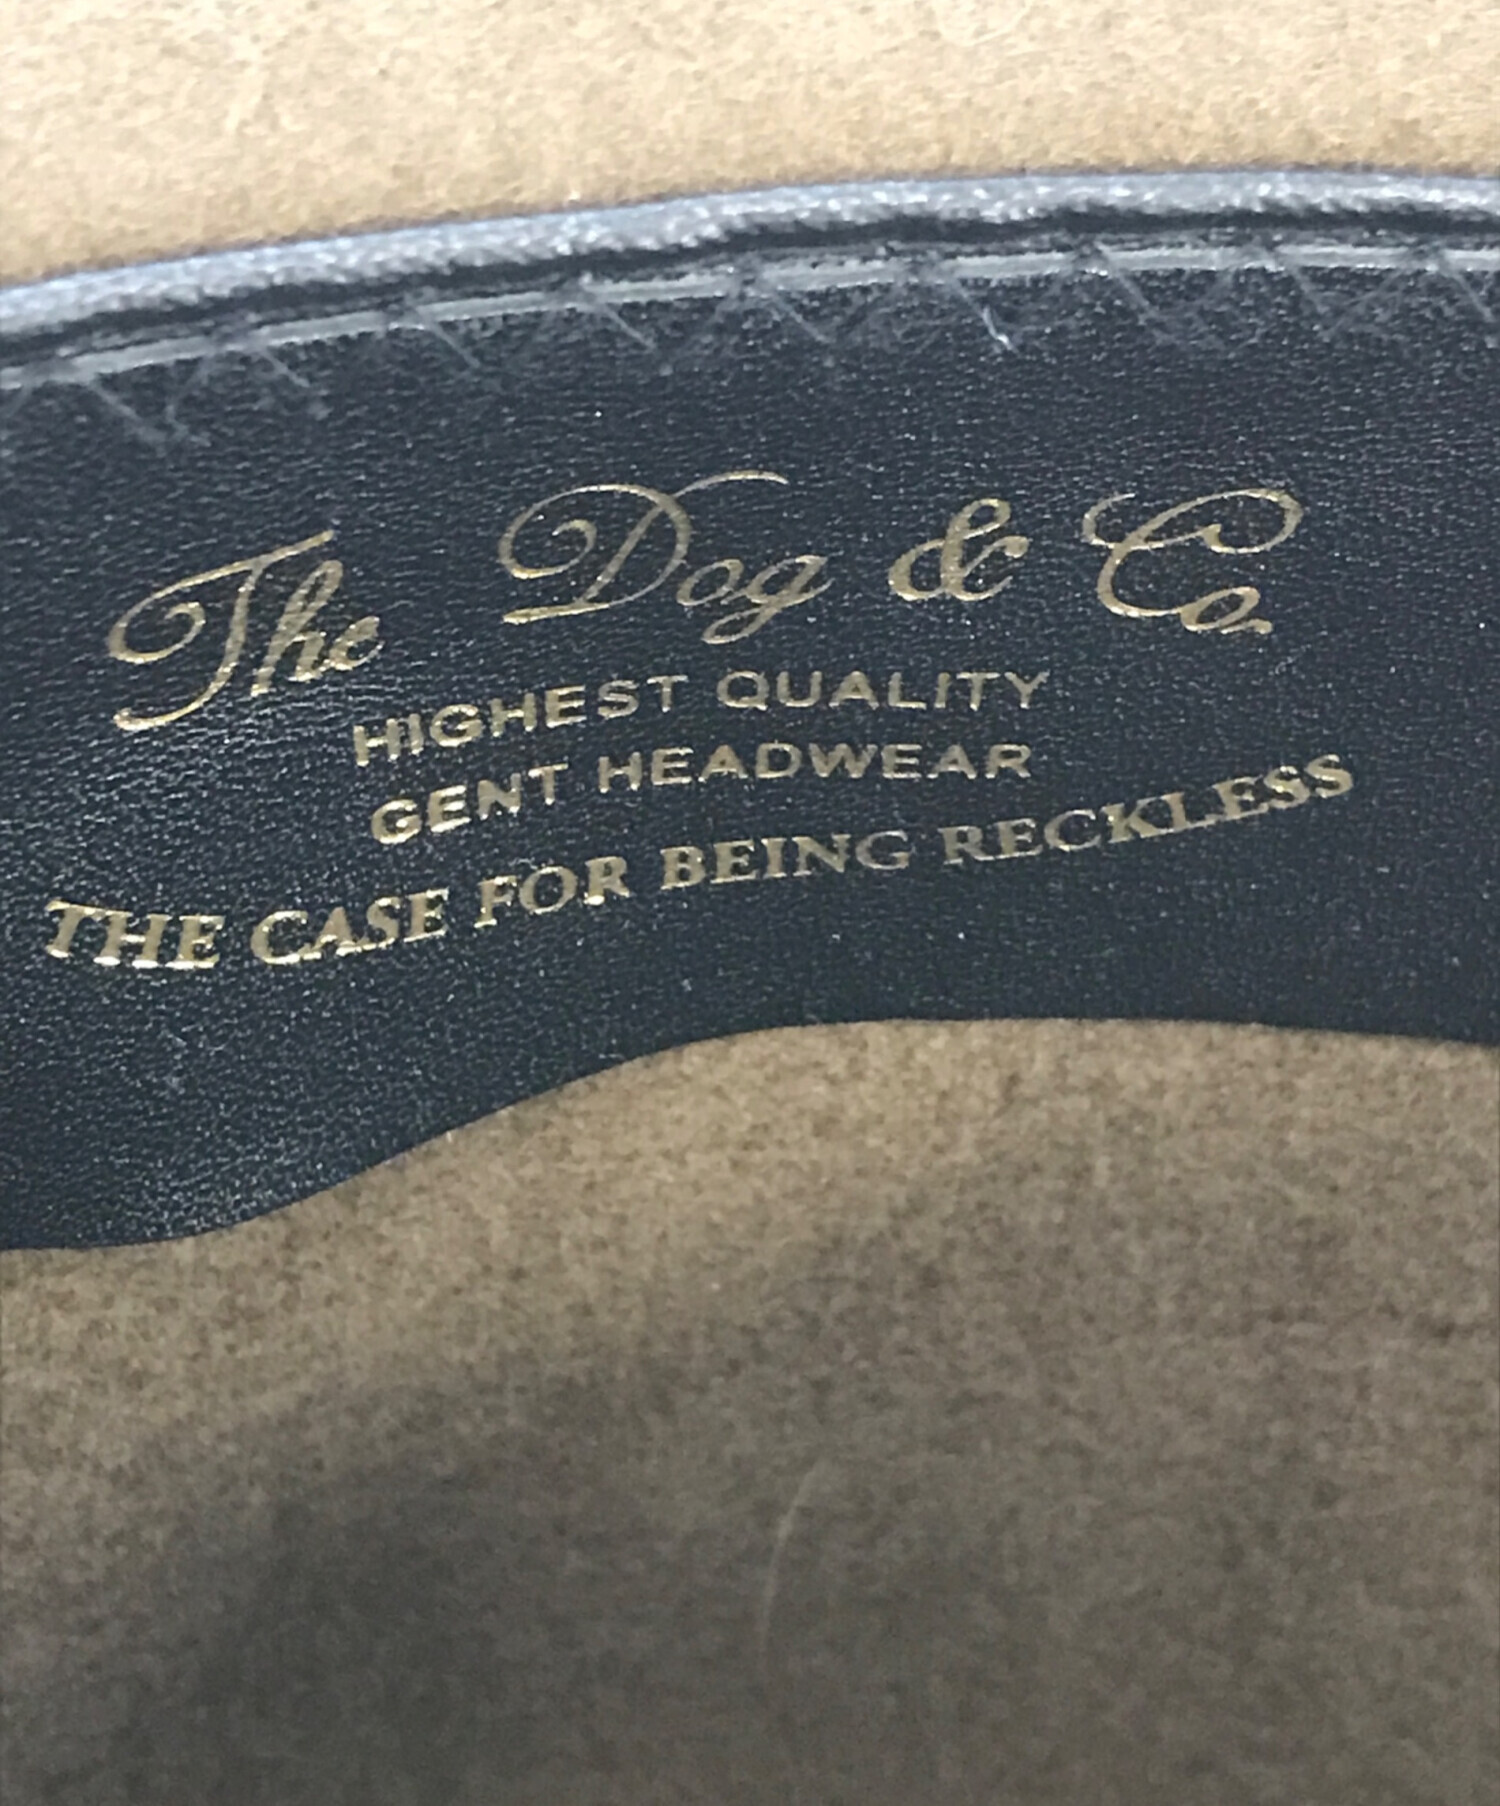 The Dog & Co.
HIGHEST QUALITY
GENT HEADWEAR
THE CASE FOR BEING RECKLESS